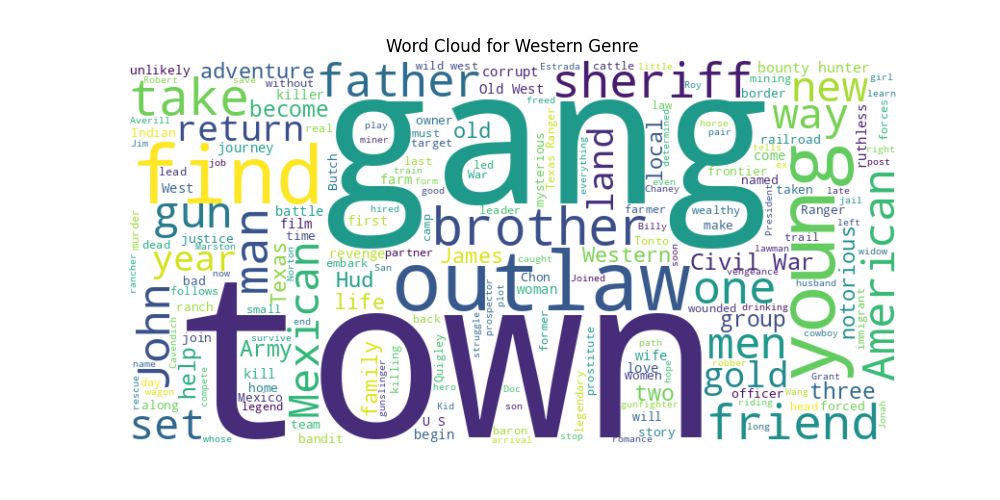 Word Cloud for Western Genre
unlikely
adventure
father
wild west
corrupt
Estrada
cattle
little
bounty hunter
Robert
save
without
Old West
sheriff
Roy
border
mining
new
girl
learn
take
killer
become
gang
freed
law
determined
horse
pair
way
forces
Averill
Indian
Jim
return
real
play
miner
owner
must
target
old
mysterious
Texas Ranger
everything
land
local
railroad
tells
come
ex
ruthless
right
post
journey
job
find
lead
West
Butch
last
train
form
farm
good
led
War
even
Chaney
frontier
named
President
taken
late
jail
young
American
gun
man
battle
film
time
first
hired
camp
leader
brother
farmer
Billy
Tonto
wealthy
make
Ranger
trail
left
notorious
widow
rancher
murder
dead
justice
Marston
year
bad
now
follows
Texas
Norton
Mexican
revenge
partner
embark
San
James
caught
Chon
woman
Joined
Western
soon
Civil War
lawman
vengeance
husband
immigrant
John
ranch
small
Hud
life
outlaw
prospector
plot
struggle
former
one
wounded
drinking
group
cowboy
men
Cavendich
join
help
survive
end
Army
kill
town
back
family
gunslinger
killing
Quigley
hero
Doc
Kid
son
prostitute
path
wife
love
women
hope
robber
gold
Grant
name
day
wagon
rescue
compete
home
Mexico
legend
along
two
gunfighter
officer
riding
Wang
three
head
forced
Jonah
set
whose
team
bandit
U S
begin
baron
arrival
legendary
stop
will
story
romance
long
friend